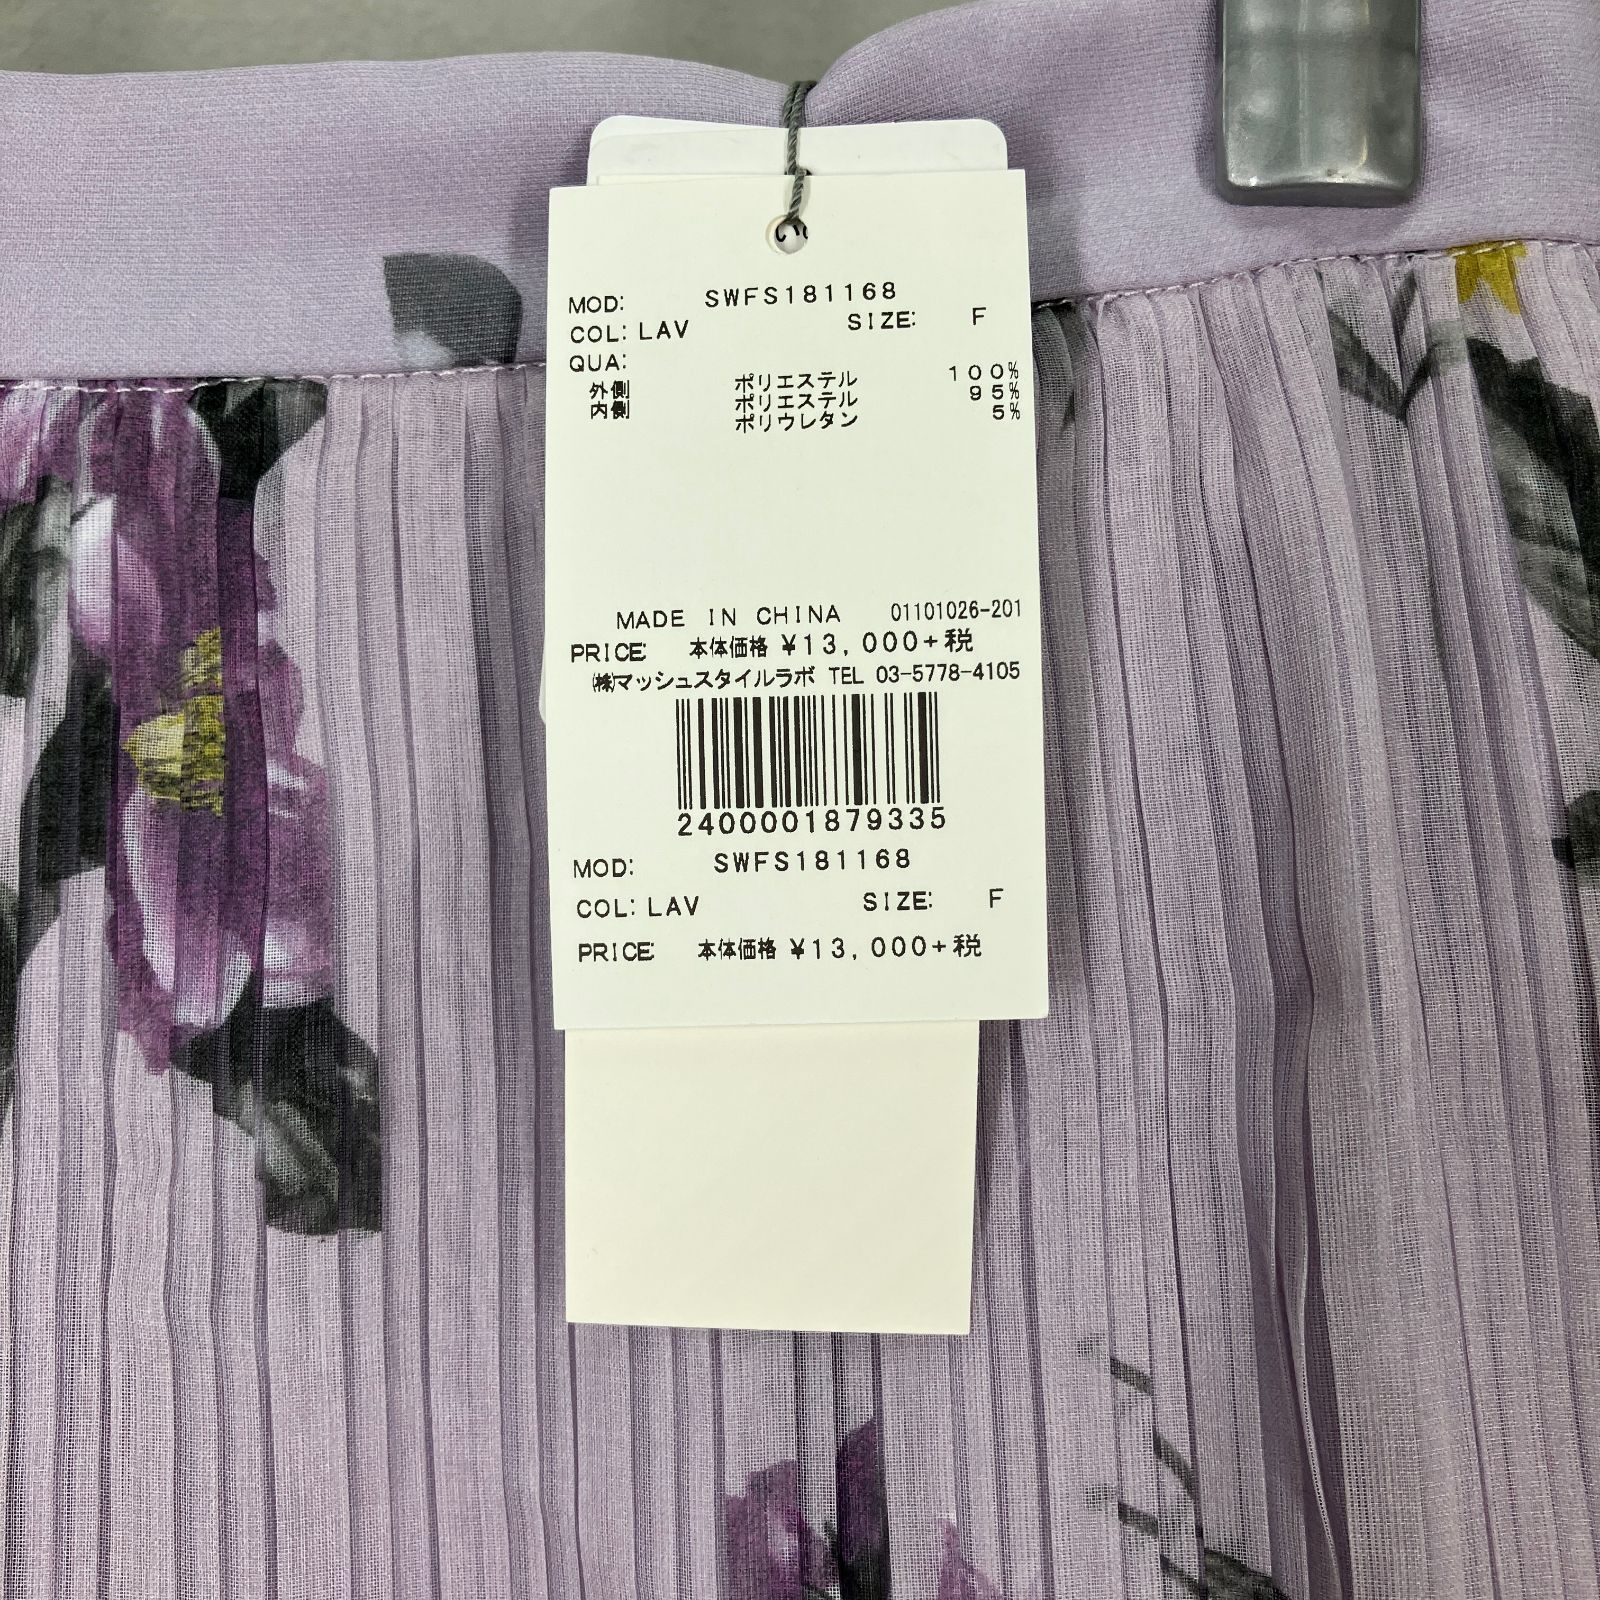 MOD: SWFS181168
COL: LAV SIZE: F
QUA:
外側 ポリエステル 100%
内側 ポリエステル 95%
ポリウレタン 5%
MADE IN CHINA 01101026-201
PRICE: 本体価格 ¥13,000+税
㈱マッシュスタイルラボ TEL 03-5778-4105
2400001879335
MOD: SWFS181168
COL: LAV SIZE: F
PRICE: 本体価格 ¥13,000+税